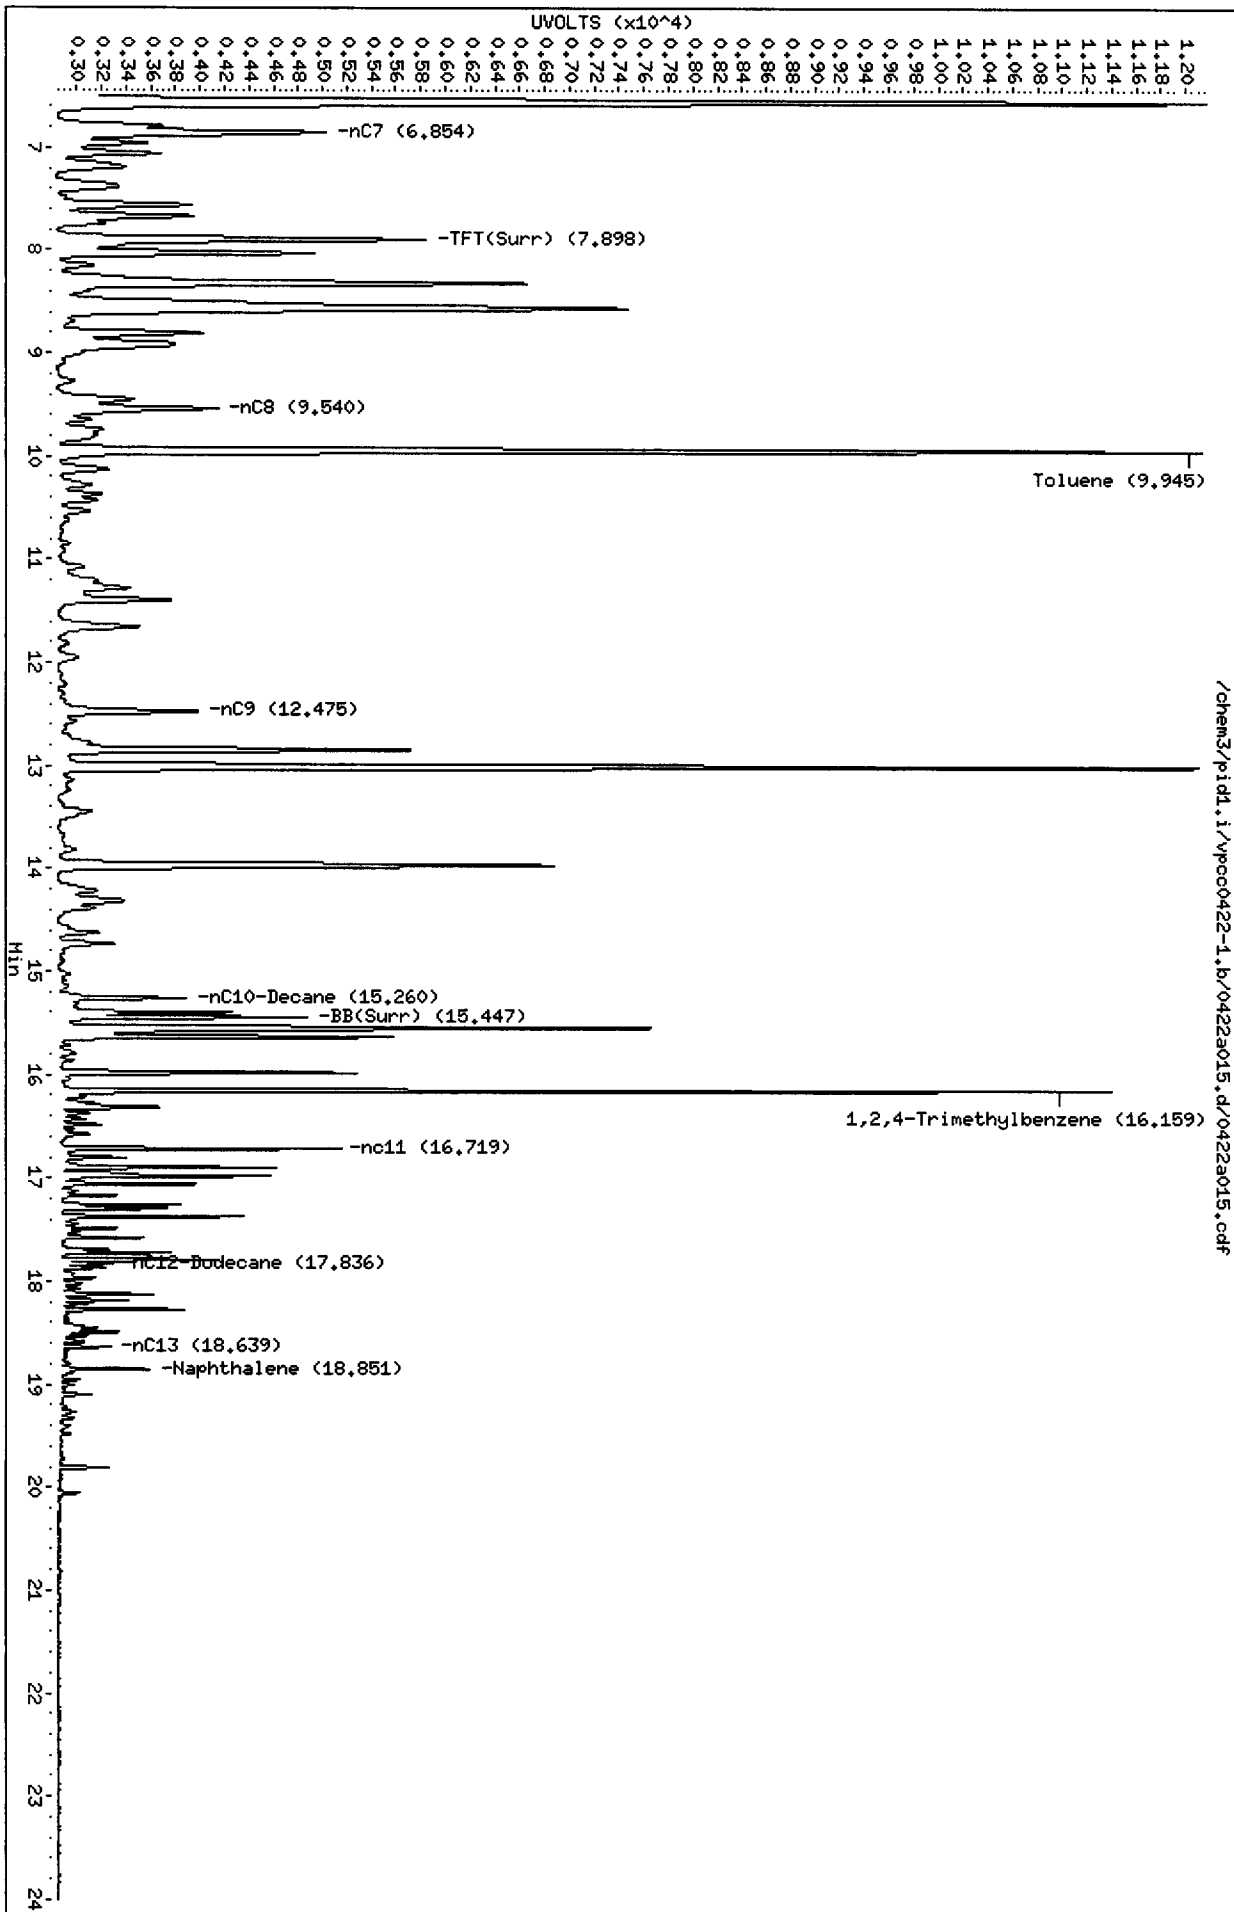 /chem3/pid1.i/vpcc0422-1.b/0422a015.d/0422a015.cdf
UVOLTS (x10^4)
1.20
1.18
1.16
1.14
1.12
1.10
1.08
1.06
1.04
1.02
1.00
0.98
0.96
0.94
0.92
0.90
0.88
0.86
0.84
0.82
0.80
0.78
0.76
0.74
0.72
0.70
0.68
0.66
0.64
0.62
0.60
0.58
0.56
0.54
0.52
0.50
0.48
0.46
0.44
0.42
0.40
0.38
0.36
0.34
0.32
0.30
-nC7 (6.854)
-TFT(Surr) (7.898)
-nC8 (9.540)
Toluene (9.945)
-nC9 (12.475)
-nC10-Decane (15.260)
-BB(Surr) (15.447)
1,2,4-Trimethylbenzene (16.159)
-nc11 (16.719)
nC12-Dodecane (17.836)
-nC13 (18.639)
-Naphthalene (18.851)
7 8 9 10 11 12 13 14 15 16 17 18 19 20 21 22 23 24
Min